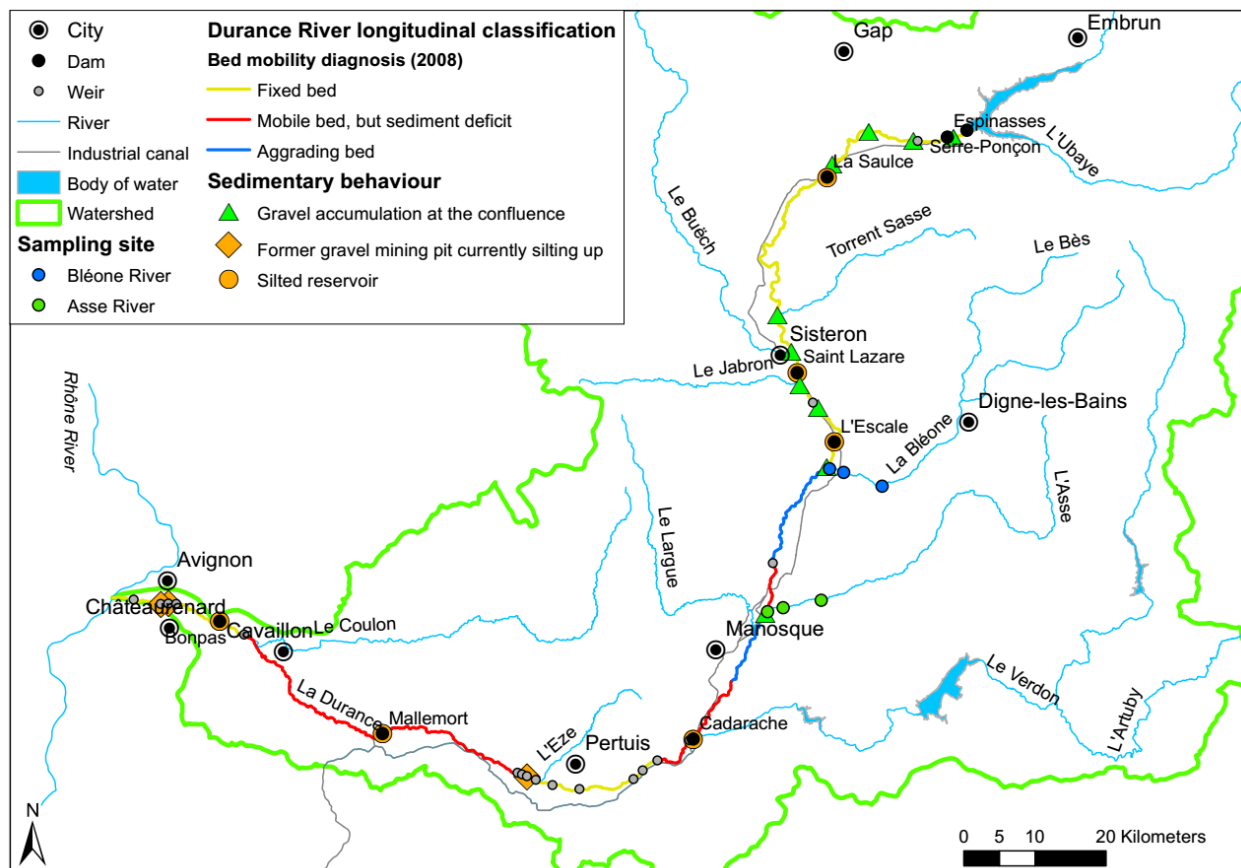 City
Dam
Weir
River
Industrial canal
Body of water
Watershed
Sampling site
Bléone River
Asse River
Durance River longitudinal classification
Bed mobility diagnosis (2008)
Fixed bed
Mobile bed, but sediment deficit
Aggrading bed
Sedimentary behaviour
Gravel accumulation at the confluence
Former gravel mining pit currently silting up
Silted reservoir
Gap
Embrun
Espinasses
Serre-Ponçon
L'Ubaye
La Saulce
Le Buëch
Torrent Sasse
Le Bès
Sisteron
Saint Lazare
Le Jabron
Digne-les-Bains
L'Escale
La Bléone
L'Asse
Rhône River
Le Largue
Avignon
Châteaurenard
Bonpas
Cavaillon
Le Coulon
Manosque
La Durance
Mallemort
L'Eze
Pertuis
Cadarache
Le Verdon
L'Artuby
N
0 5 10 20 Kilometers